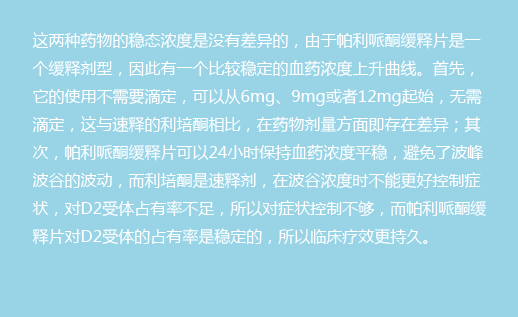 这两种药物的稳态浓度是没有差异的，由于帕利哌酮缓释片是一
个缓释剂型，因此有一个比较稳定的血药浓度上升曲线。首先，
它的使用不需要滴定，可以从6mg、9mg或者12mg起始，无需
滴定，这与速释的利培酮相比，在药物剂量方面即存在差异；其
次，帕利哌酮缓释片可以24小时保持血药浓度平稳，避免了波峰
波谷的波动，而利培酮是速释剂，在波谷浓度时不能更好控制症
状，对D2受体占有率不足，所以对症状控制不够，而帕利哌酮缓
释片对D2受体的占有率是稳定的，所以临床疗效更持久。